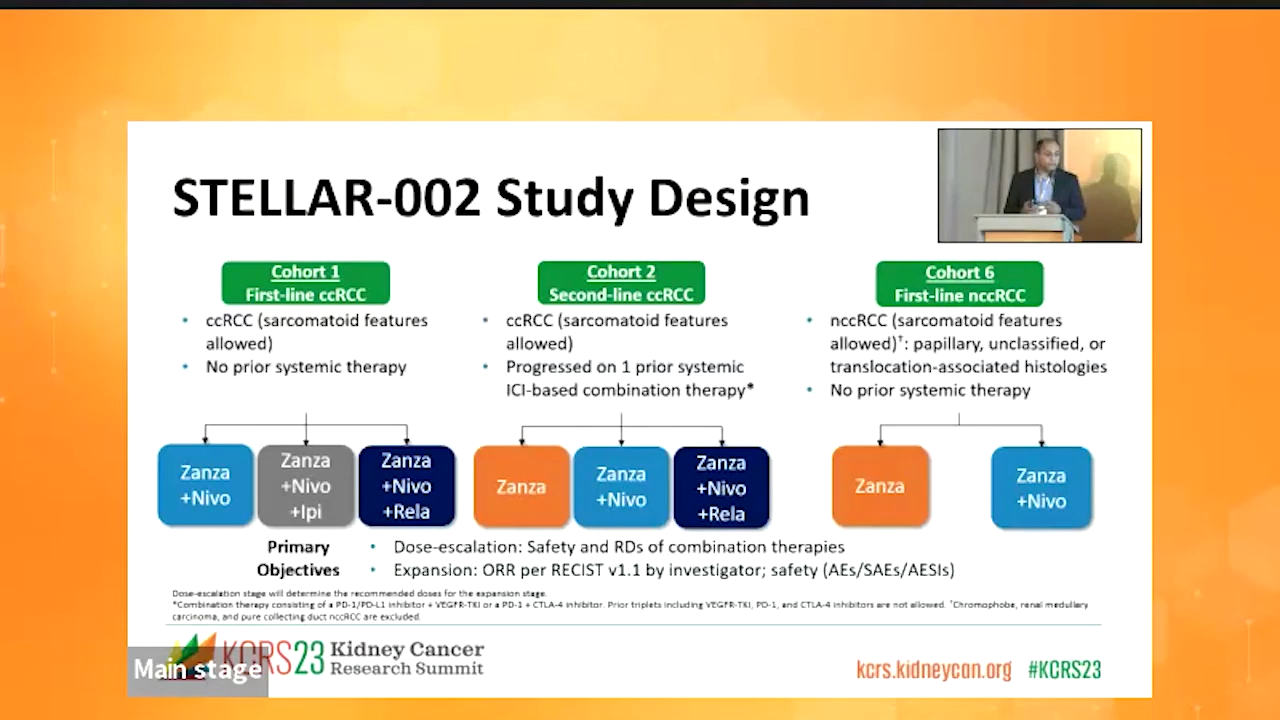 STELLAR-002 Study Design
Cohort 1
First-line ccRCC
• ccRCC (sarcomatoid features
allowed)
• No prior systemic therapy
Zanza
+Nivo
Zanza
+Nivo
+Ipi
Zanza
+Nivo
+Rela
Cohort 2
Second-line ccRCC
• ccRCC (sarcomatoid features
allowed)
• Progressed on 1 prior systemic
ICI-based combination therapy*
Zanza
Zanza
+Nivo
Zanza
+Nivo
+Rela
Cohort 6
First-line nccRCC
• nccRCC (sarcomatoid features
allowed)†: papillary, unclassified, or
translocation-associated histologies
• No prior systemic therapy
Zanza
Zanza
+Nivo
Primary
Objectives
• Dose-escalation: Safety and RDs of combination therapies
• Expansion: ORR per RECIST v1.1 by investigator; safety (AEs/SAEs/AESIs)
Dose-escalation stage will determine the recommended doses for the expansion stage.
*Combination therapy consisting of a PD-1/PD-L1 inhibitor + VEGFR-TKI or a PD-1 + CTLA-4 inhibitor. Prior triplets including VEGFR-TKI, PD-1, and CTLA-4 inhibitors are not allowed. †Chromophobe, renal medullary
carcinoma, and pure collecting duct nccRCC are excluded.
KCRS23 Kidney Cancer
Research Summit
Main stage
kcrs.kidneycan.org #KCRS23